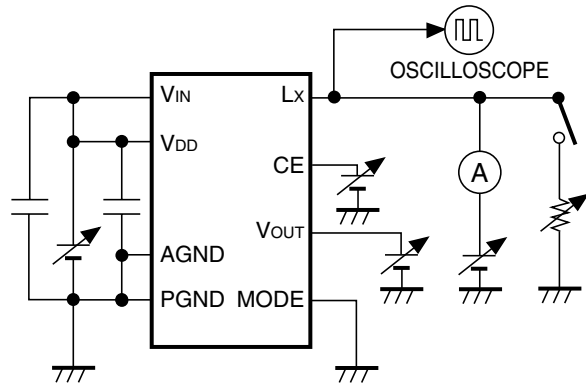 OSCILLOSCOPE
VIN
LX
VDD
CE
A
VOUT
AGND
PGND
MODE